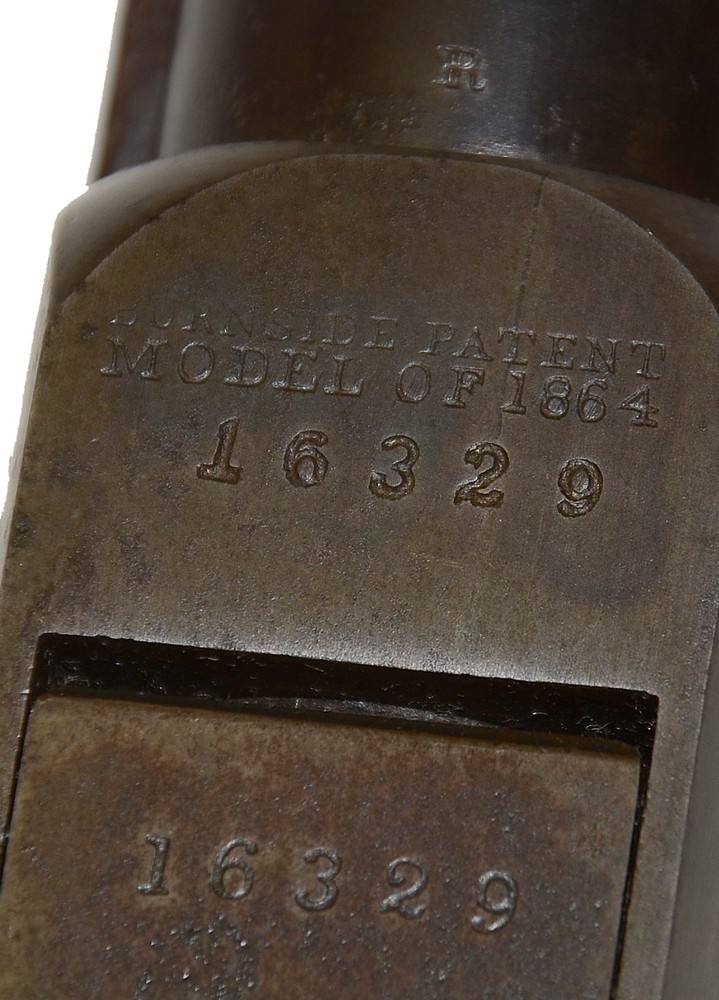 R
BURNSIDE PATENT
MODEL OF 1864
16329
16329